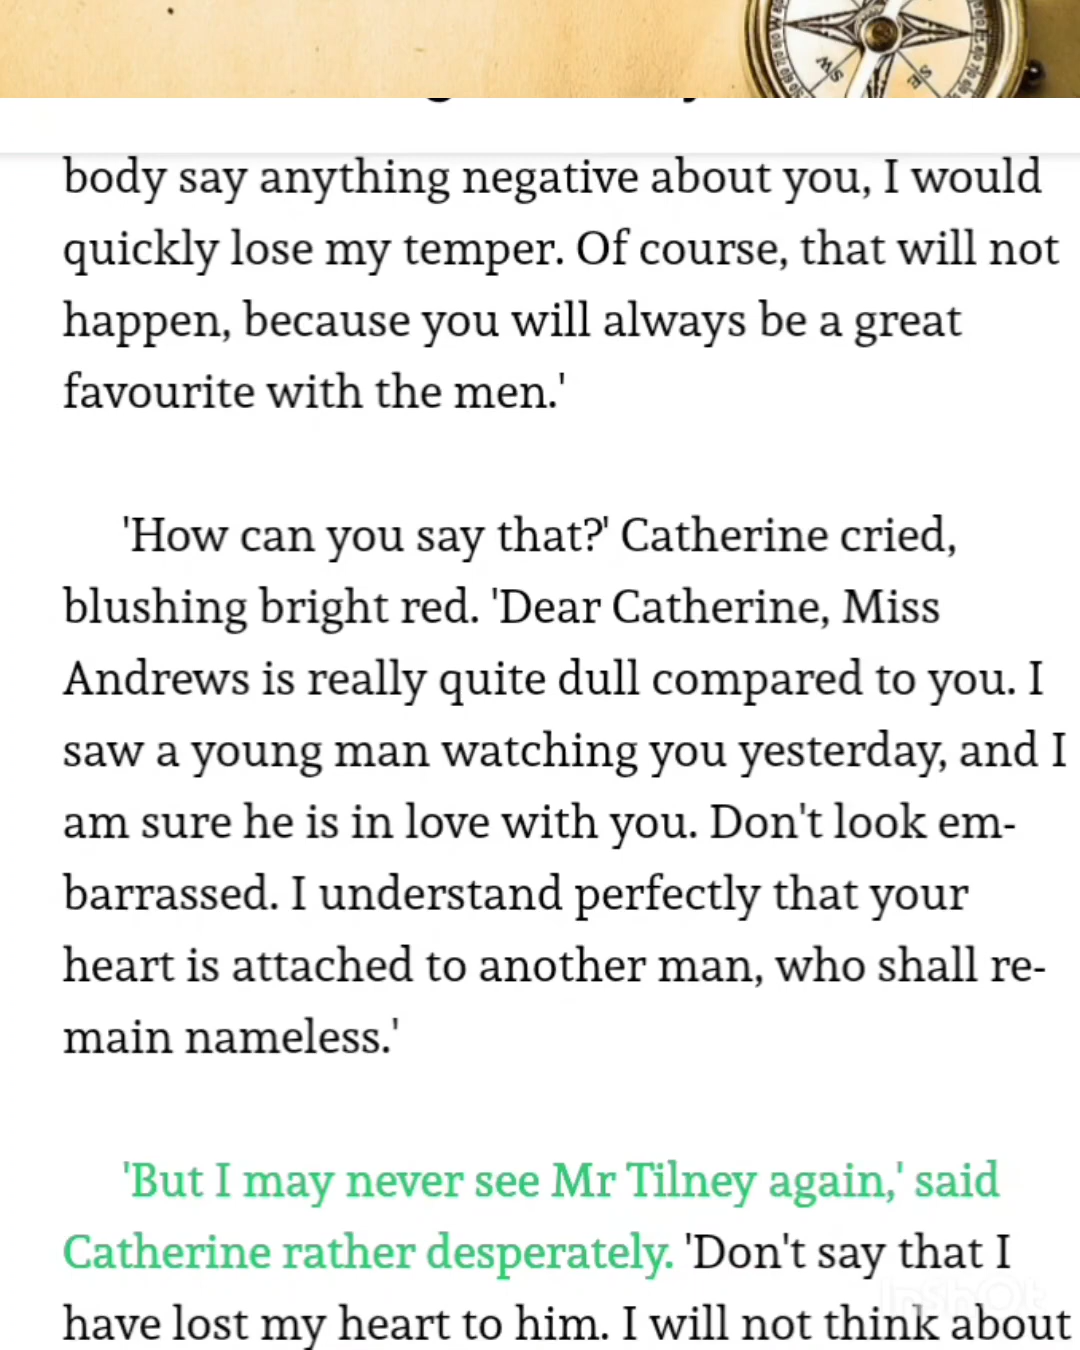 body say anything negative about you, I would
quickly lose my temper. Of course, that will not
happen, because you will always be a great
favourite with the men.'
'How can you say that?' Catherine cried,
blushing bright red. 'Dear Catherine, Miss
Andrews is really quite dull compared to you. I
saw a young man watching you yesterday, and I
am sure he is in love with you. Don't look em-
barrassed. I understand perfectly that your
heart is attached to another man, who shall re-
main nameless.'
'But I may never see Mr Tilney again,' said
Catherine rather desperately. 'Don't say that I
have lost my heart to him. I will not think about
InShOt
SW
SE